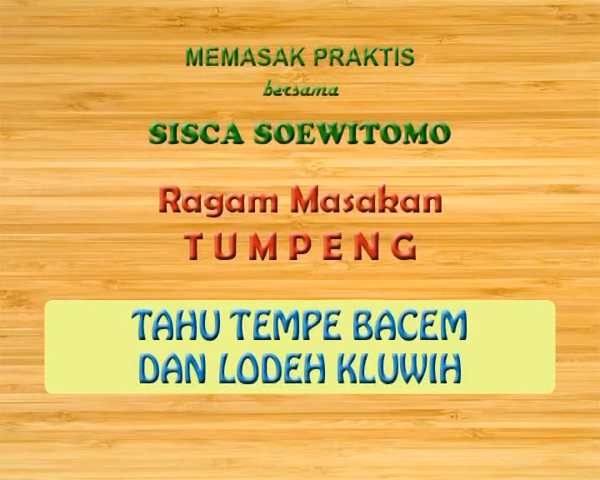 MEMASAK PRAKTIS
bersama
SISCA SOEWITOMO
Ragam Masakan
TUMPENG
TAHU TEMPE BACEM
DAN LODEH KLUWIH